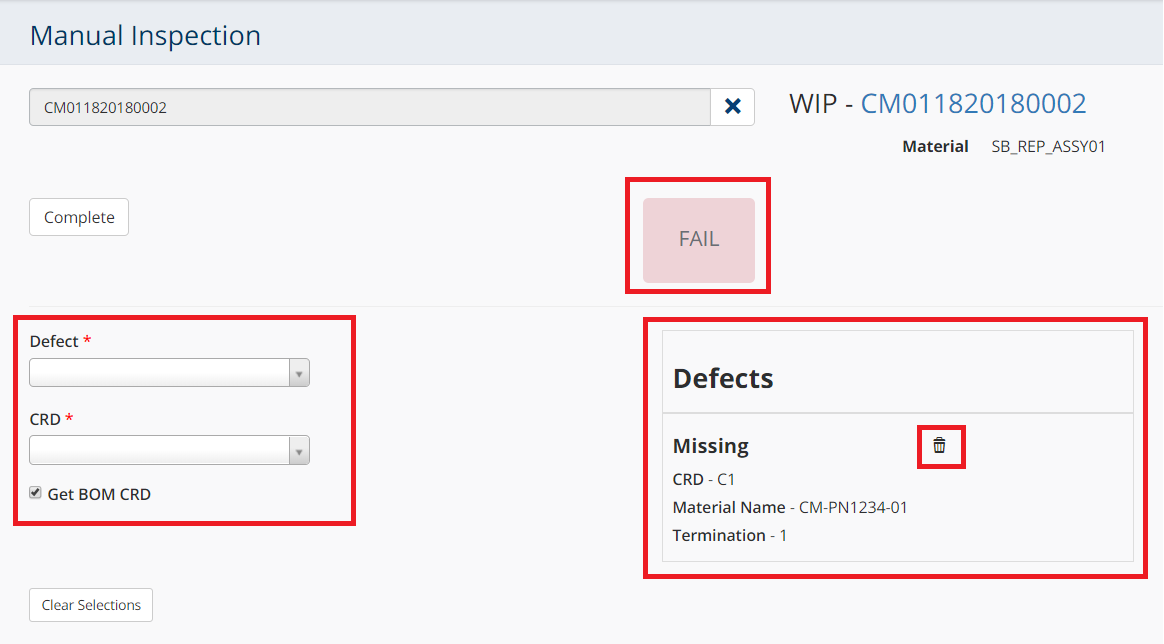 Manual Inspection
CM011820180002
WIP - CM011820180002
Material SB_REP_ASSY01
Complete
FAIL
Defect *
CRD *
Get BOM CRD
Defects
Missing
CRD - C1
Material Name - CM-PN1234-01
Termination - 1
Clear Selections